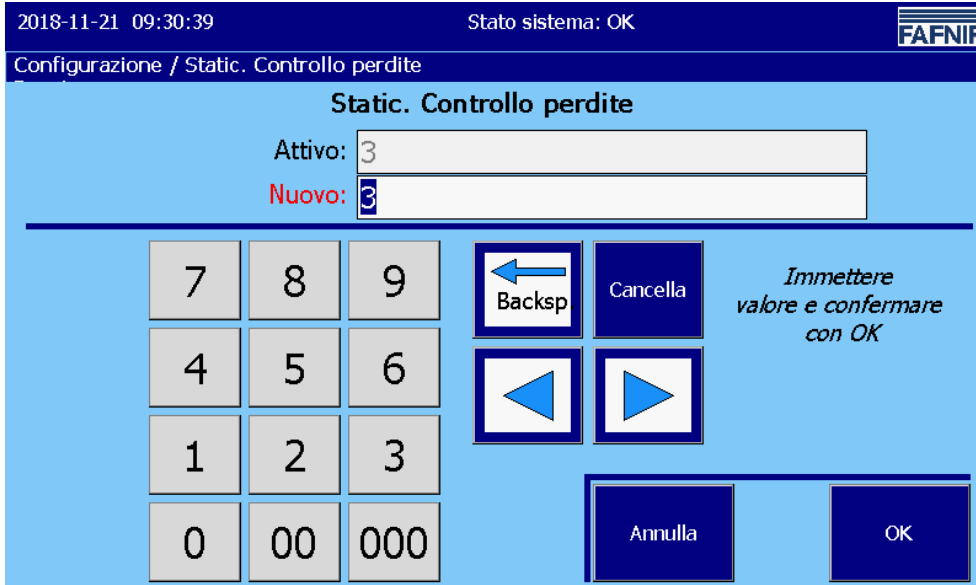 2018-11-21 09:30:39 Stato sistema: OK
Configurazione / Static. Controllo perdite
Static. Controllo perdite
Attivo: 3
Nuovo: 3
7 8 9
Backsp
Cancella
Immettere
valore e confermare
con OK
4 5 6
1 2 3
0 00 000
Annulla
OK